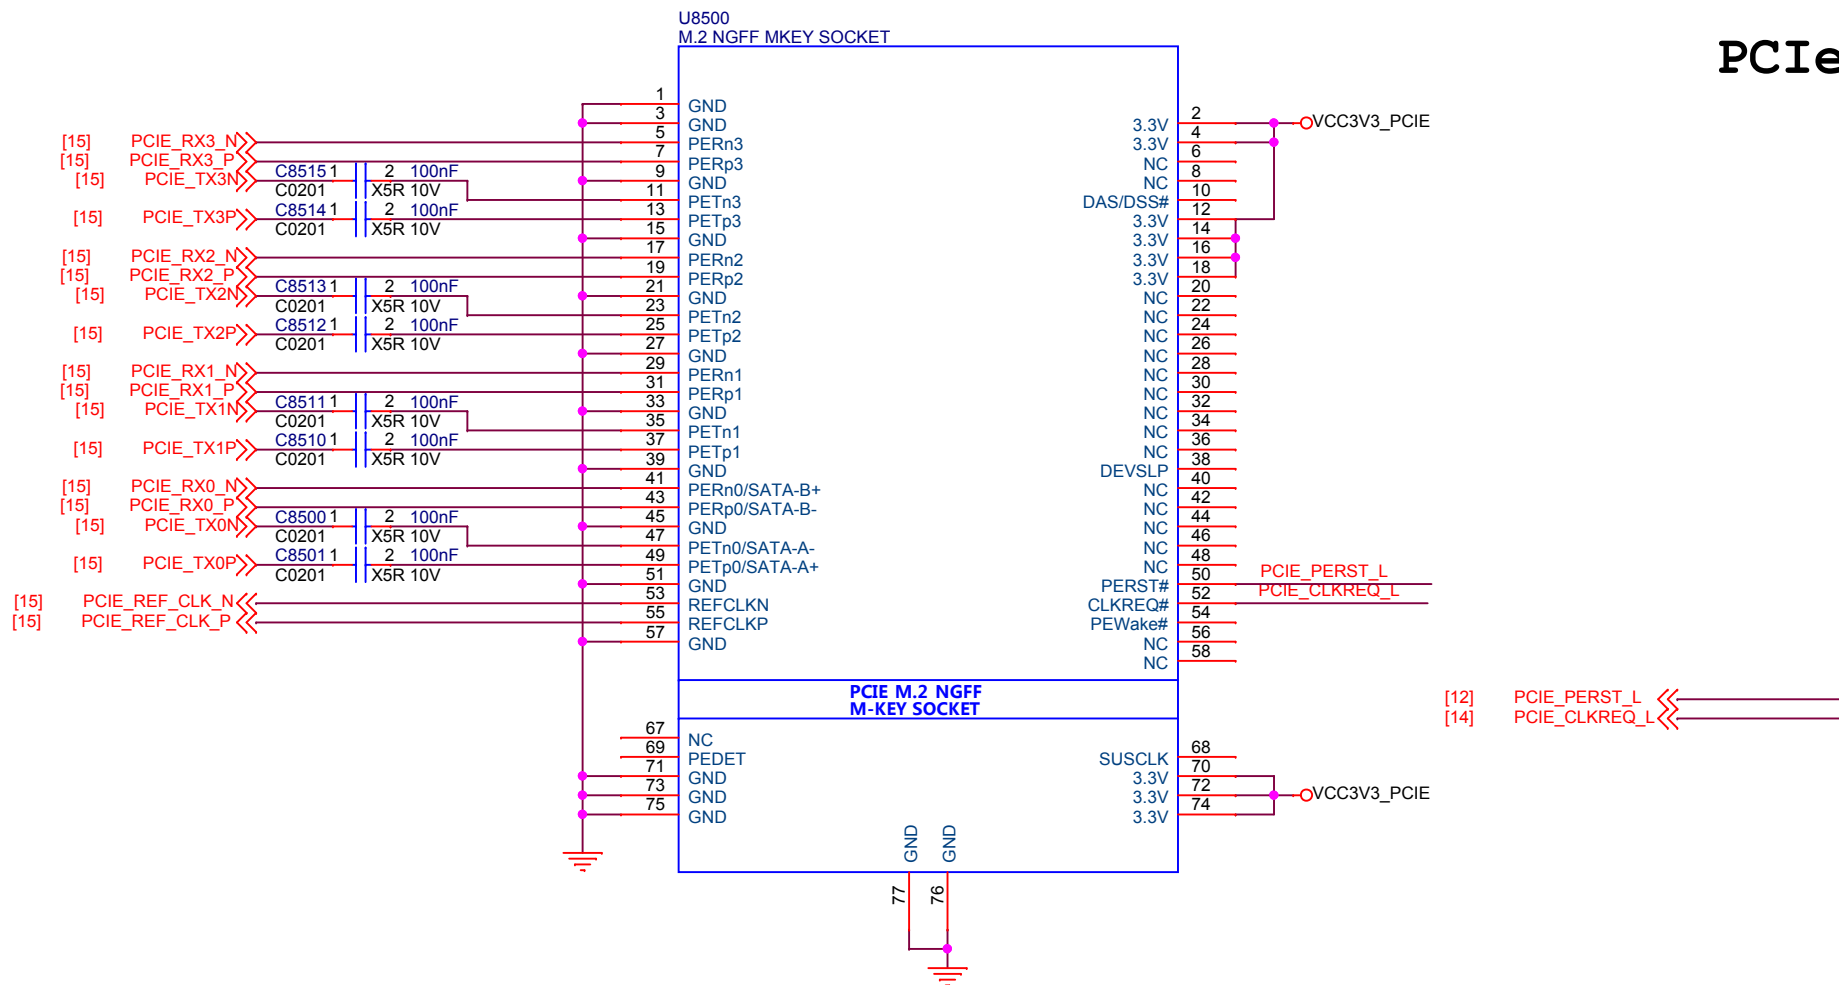 U8500
M.2 NGFF MKEY SOCKET
PCIe
1 GND
3 GND
2 3.3V VCC3V3_PCIE
[15] PCIE_RX3_N 5 PERn3
4 3.3V
[15] PCIE_RX3_P 7 PERp3
6 NC
[15] PCIE_TX3N C8515 1 2 100nF 9 GND
8 NC
C0201 X5R 10V 11 PETn3
10 DAS/DSS#
[15] PCIE_TX3P C8514 1 2 100nF 13 PETp3
12 3.3V
C0201 X5R 10V 15 GND
14 3.3V
[15] PCIE_RX2_N 17 PERn2
16 3.3V
[15] PCIE_RX2_P 19 PERp2
18 3.3V
[15] PCIE_TX2N C8513 1 2 100nF 21 GND
20 NC
C0201 X5R 10V 23 PETn2
22 NC
[15] PCIE_TX2P C8512 1 2 100nF 25 PETp2
24 NC
C0201 X5R 10V 27 GND
26 NC
[15] PCIE_RX1_N 29 PERn1
28 NC
[15] PCIE_RX1_P 31 PERp1
30 NC
[15] PCIE_TX1N C8511 1 2 100nF 33 GND
32 NC
C0201 X5R 10V 35 PETn1
34 NC
[15] PCIE_TX1P C8510 1 2 100nF 37 PETp1
36 NC
C0201 X5R 10V 39 GND
38 DEVSLP
[15] PCIE_RX0_N 41 PERn0/SATA-B+
40 NC
[15] PCIE_RX0_P 43 PERp0/SATA-B-
42 NC
[15] PCIE_TX0N C8500 1 2 100nF 45 GND
44 NC
C0201 X5R 10V 47 PETn0/SATA-A-
46 NC
[15] PCIE_TX0P C8501 1 2 100nF 49 PETp0/SATA-A+
48 NC
C0201 X5R 10V 51 GND
50 PERST# PCIE_PERST_L
[15] PCIE_REF_CLK_N 53 REFCLKN
52 CLKREQ# PCIE_CLKREQ_L
[15] PCIE_REF_CLK_P 55 REFCLKP
54 PEWake#
57 GND
56 NC
58 NC
PCIE M.2 NGFF
M-KEY SOCKET
[12] PCIE_PERST_L
[14] PCIE_CLKREQ_L
67 NC
69 PEDET
68 SUSCLK
71 GND
70 3.3V
73 GND
72 3.3V VCC3V3_PCIE
75 GND
74 3.3V
GND GND
77 76